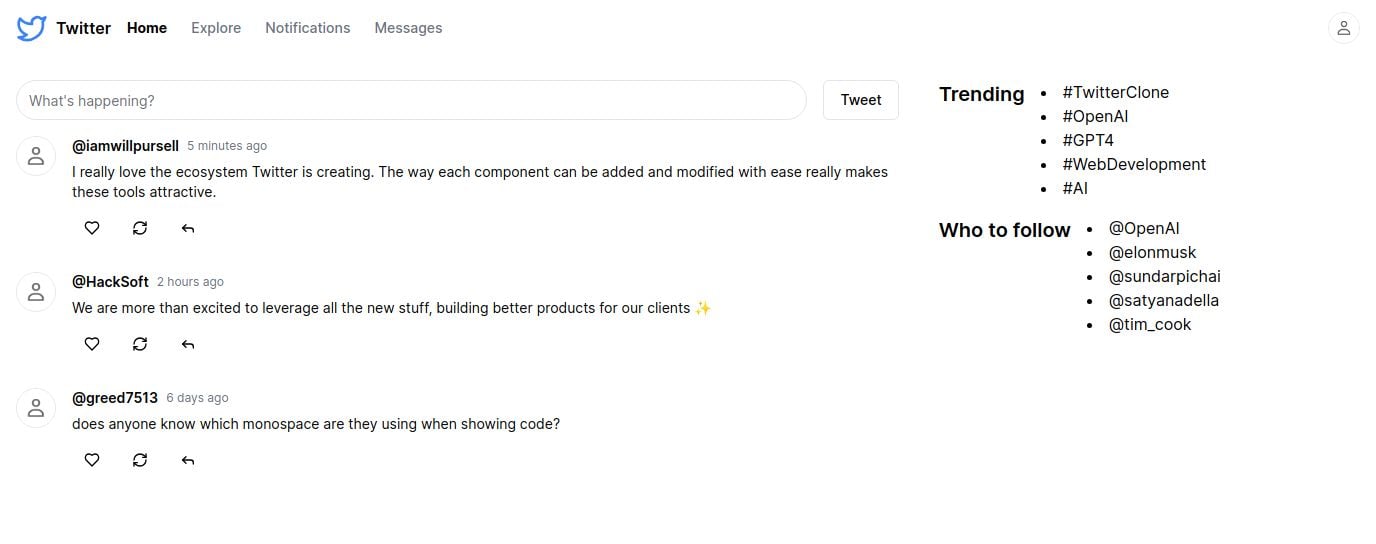 Twitter Home Explore Notifications Messages
What's happening?
Tweet
@iamwillpursell 5 minutes ago
I really love the ecosystem Twitter is creating. The way each component can be added and modified with ease really makes
these tools attractive.
@HackSoft 2 hours ago
We are more than excited to leverage all the new stuff, building better products for our clients ✨
@greed7513 6 days ago
does anyone know which monospace are they using when showing code?
Trending
#TwitterClone
#OpenAI
#GPT4
#WebDevelopment
#AI
Who to follow
@OpenAI
@elonmusk
@sundarpichai
@satyanadella
@tim_cook